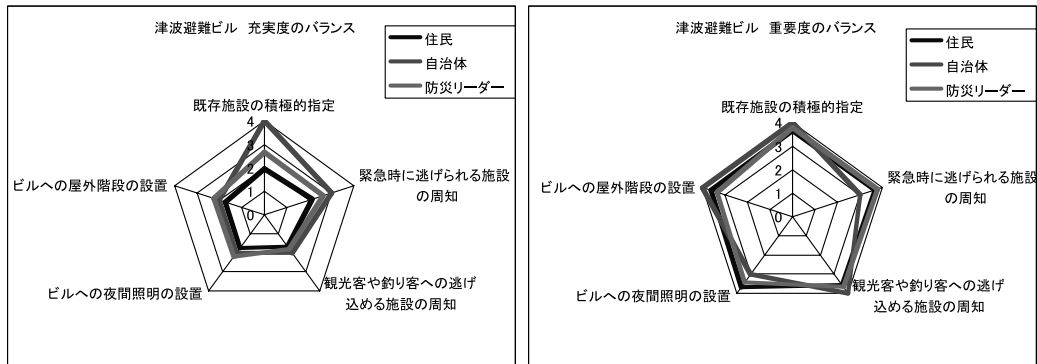 津波避難ビル 充実度のバランス
住民
自治体
防災リーダー
既存施設の積極的指定
4
3
2
1
0
緊急時に逃げられる施設
の周知
観光客や釣り客への逃げ
込める施設の周知
ビルへの夜間照明の設置
ビルへの屋外階段の設置
津波避難ビル 重要度のバランス
住民
自治体
防災リーダー
既存施設の積極的指定
4
3
2
1
0
緊急時に逃げられる施設
の周知
観光客や釣り客への逃げ
込める施設の周知
ビルへの夜間照明の設置
ビルへの屋外階段の設置